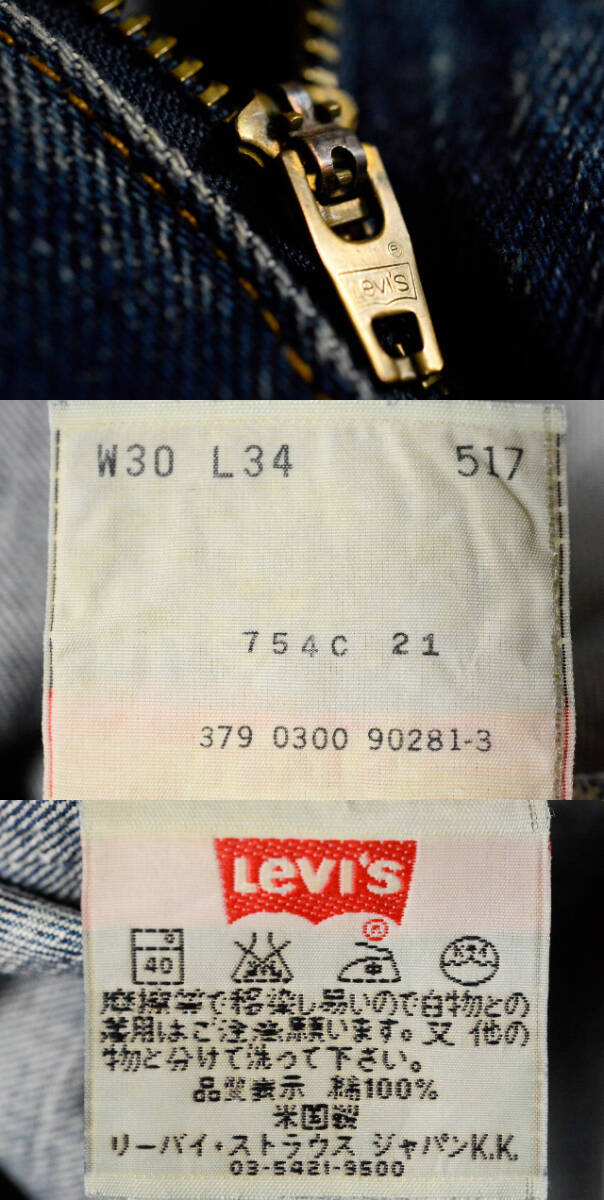 Levi's
®
W30 L34 517
754C 21
379 0300 90281-3
Levi's
®
40
摩擦等で移染し易いので白物との
着用はご注意願います。又 他の
物と分けて洗って下さい。
品質表示 綿100%
米国製
リーバイ・ストラウス ジャパンK.K.
03-5421-9500